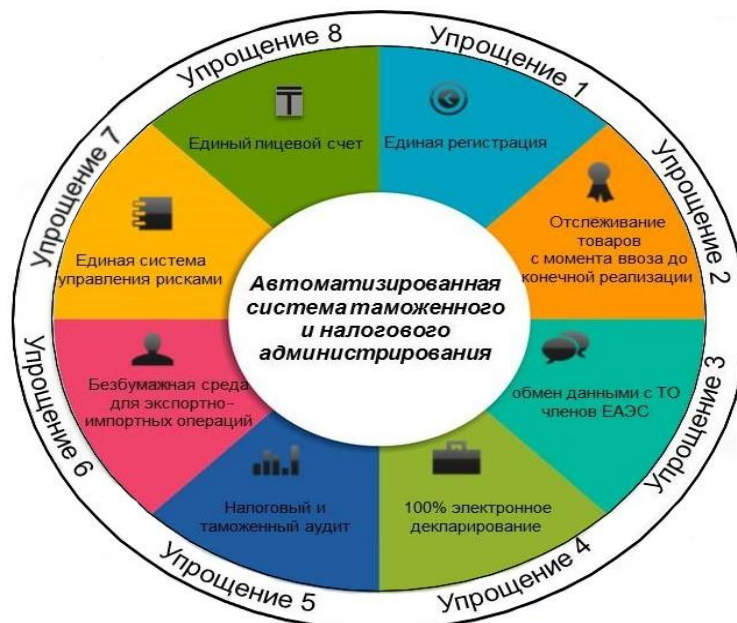 Упрощение 1
Единая регистрация
Упрощение 2
Отслеживание
товаров
с момента ввоза до
конечной реализации
Упрощение 3
обмен данными с ТО
членов ЕАЭС
Упрощение 4
100% электронное
декларирование
Упрощение 5
Налоговый и
таможенный аудит
Упрощение 6
Безбумажная среда
для экспортно-
импортных операций
Упрощение 7
Единая система
управления рисками
Упрощение 8
Единый лицевой счет
Автоматизированная
система таможенного
и налогового
администрирования